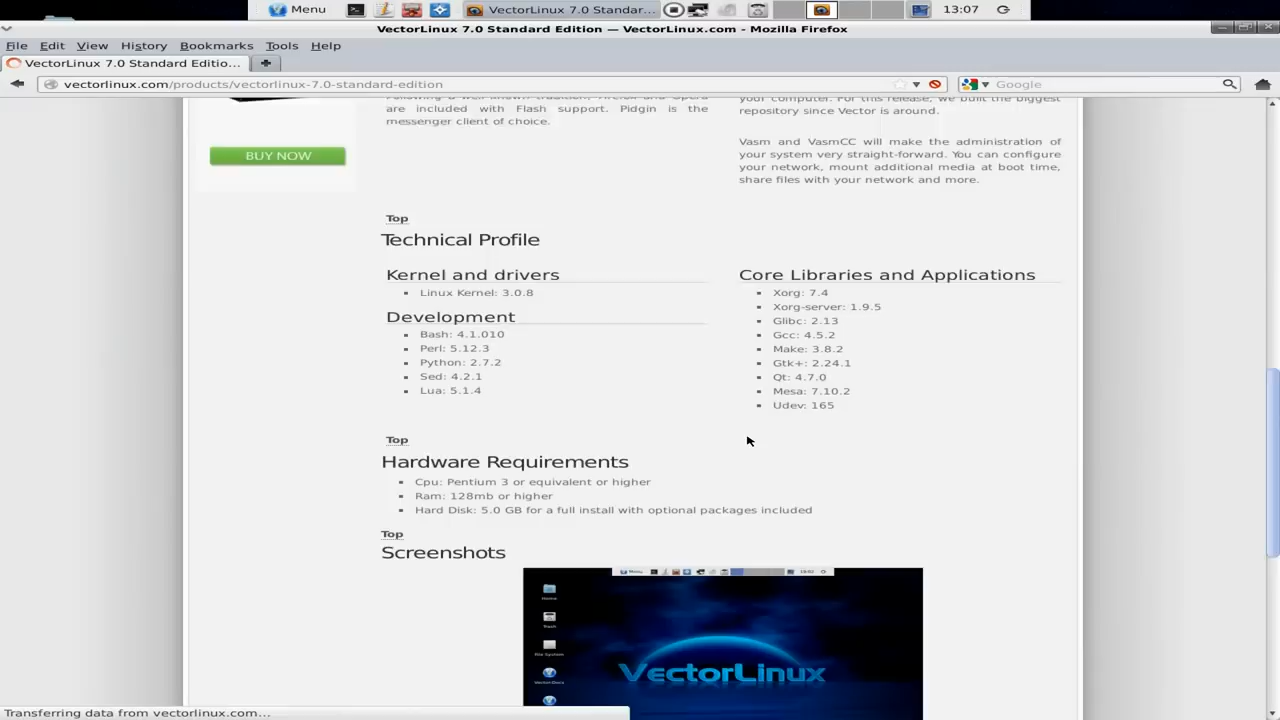 Menu
VectorLinux 7.0 Standar...
13:07
VectorLinux 7.0 Standard Edition — VectorLinux.com - Mozilla Firefox
File Edit View History Bookmarks Tools Help
VectorLinux 7.0 Standard Editio...
vectorlinux.com/products/vectorlinux-7.0-standard-edition
Google
are included with Flash support. Pidgin is the
messenger client of choice.
your computer. For this release, we built the biggest
repository since Vector is around.
Vasm and VasmCC will make the administration of
your system very straight-forward. You can configure
your network, mount additional media at boot time,
share files with your network and more.
BUY NOW
Top
Technical Profile
Kernel and drivers
Linux Kernel: 3.0.8
Development
Bash: 4.1.010
Perl: 5.12.3
Python: 2.7.2
Sed: 4.2.1
Lua: 5.1.4
Core Libraries and Applications
Xorg: 7.4
Xorg-server: 1.9.5
Glibc: 2.13
Gcc: 4.5.2
Make: 3.8.2
Gtk+: 2.24.1
Qt: 4.7.0
Mesa: 7.10.2
Udev: 165
Top
Hardware Requirements
Cpu: Pentium 3 or equivalent or higher
Ram: 128mb or higher
Hard Disk: 5.0 GB for a full install with optional packages included
Top
Screenshots
Menu
Home
Trash
File System
VectorLinux
Transferring data from vectorlinux.com...